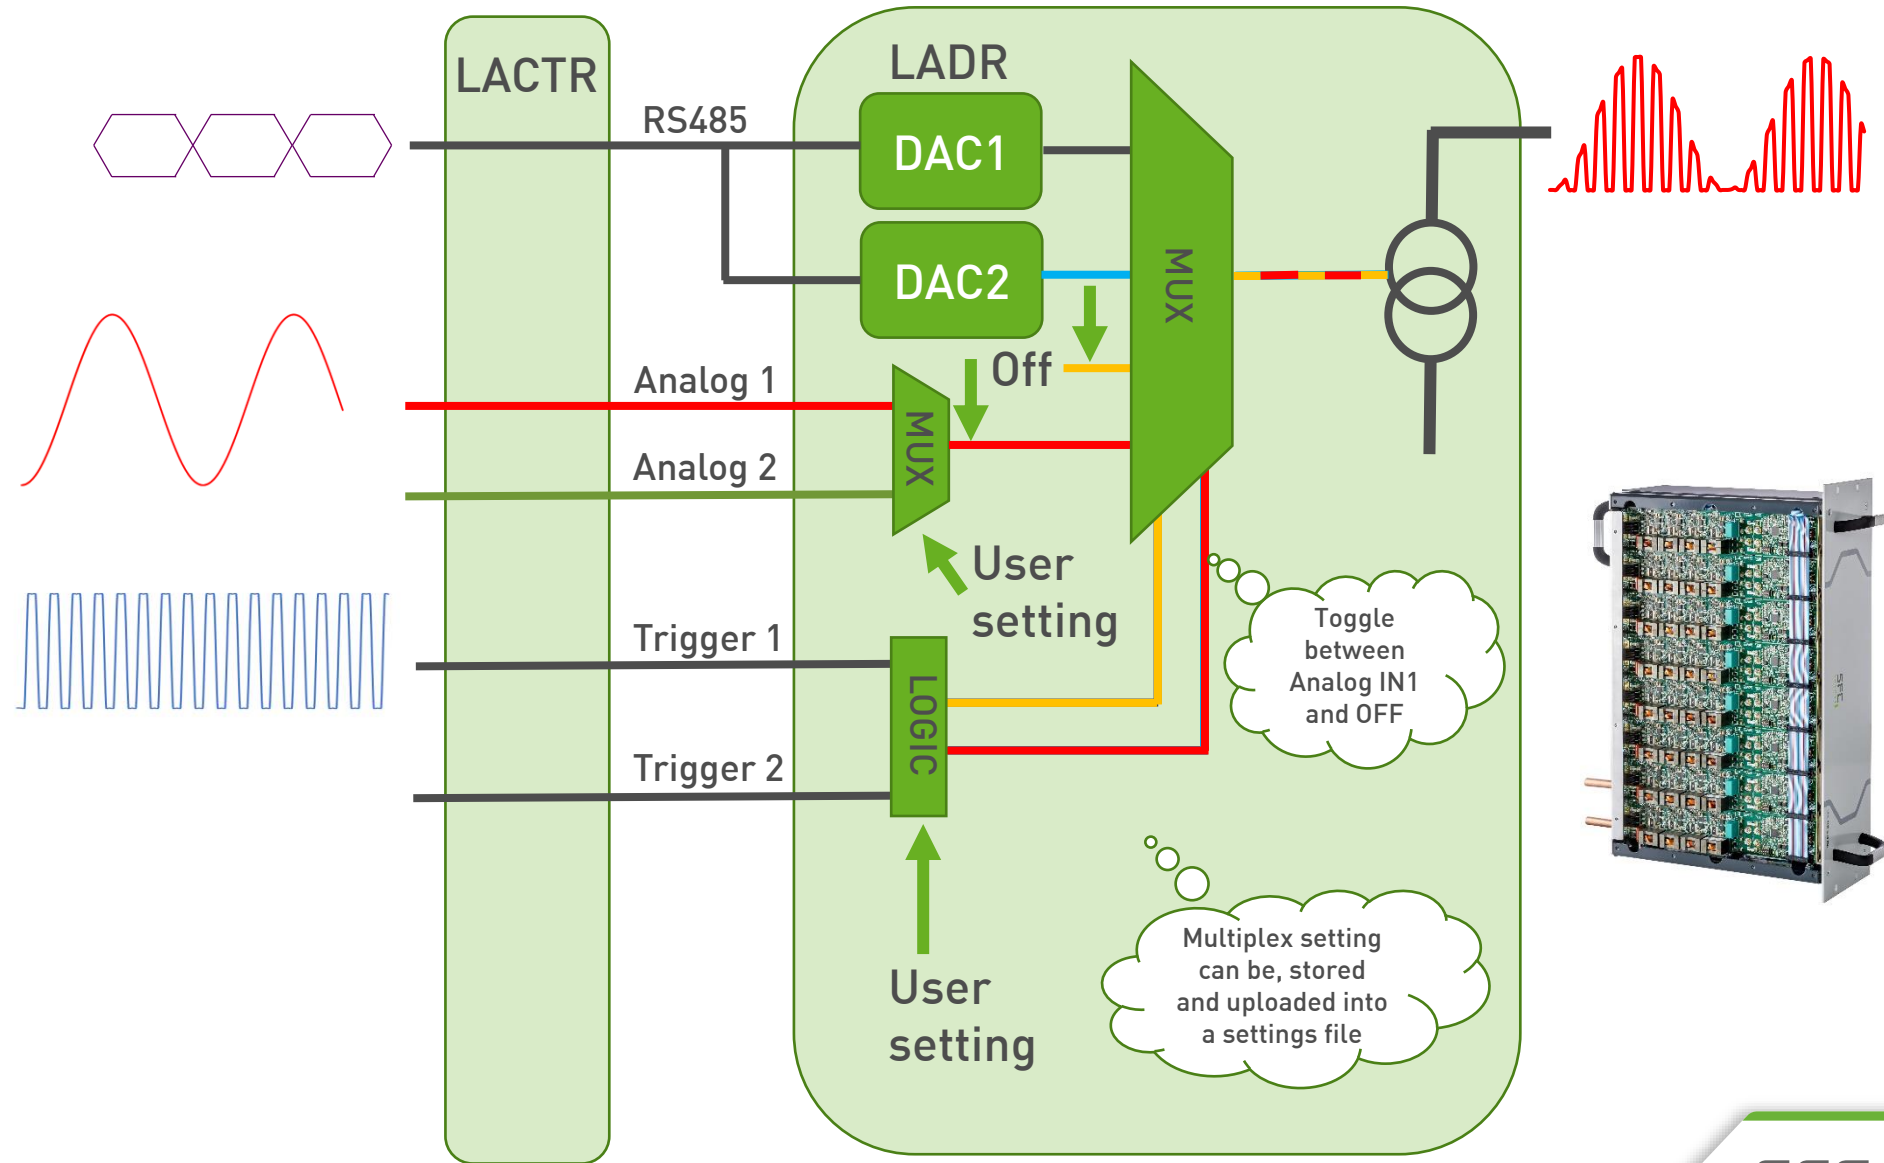 LACTR
LADR
RS485
DAC1
DAC2
MUX
Off
Analog 1
Analog 2
MUX
User
setting
Trigger 1
Trigger 2
LOGIC
Toggle
between
Analog IN1
and OFF
User
setting
Multiplex setting
can be, stored
and uploaded into
a settings file